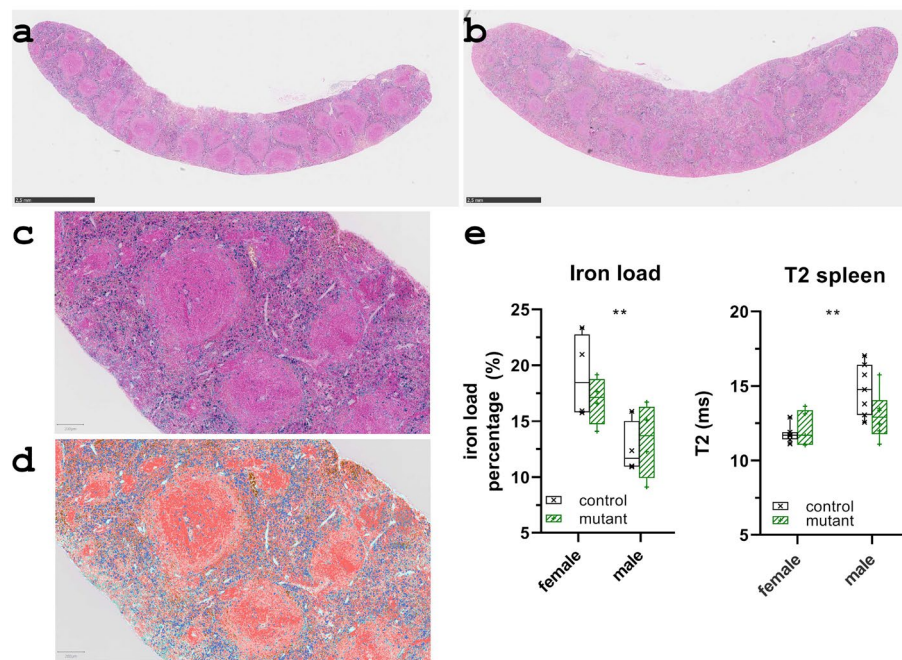 a
b
2.5 mm
2.5 mm
c
d
e
Iron load
T2 spleen
**
**
25
20
15
10
5
iron load
percentage (%)
control
mutant
female
male
20
15
10
5
T2 (ms)
control
mutant
female
male